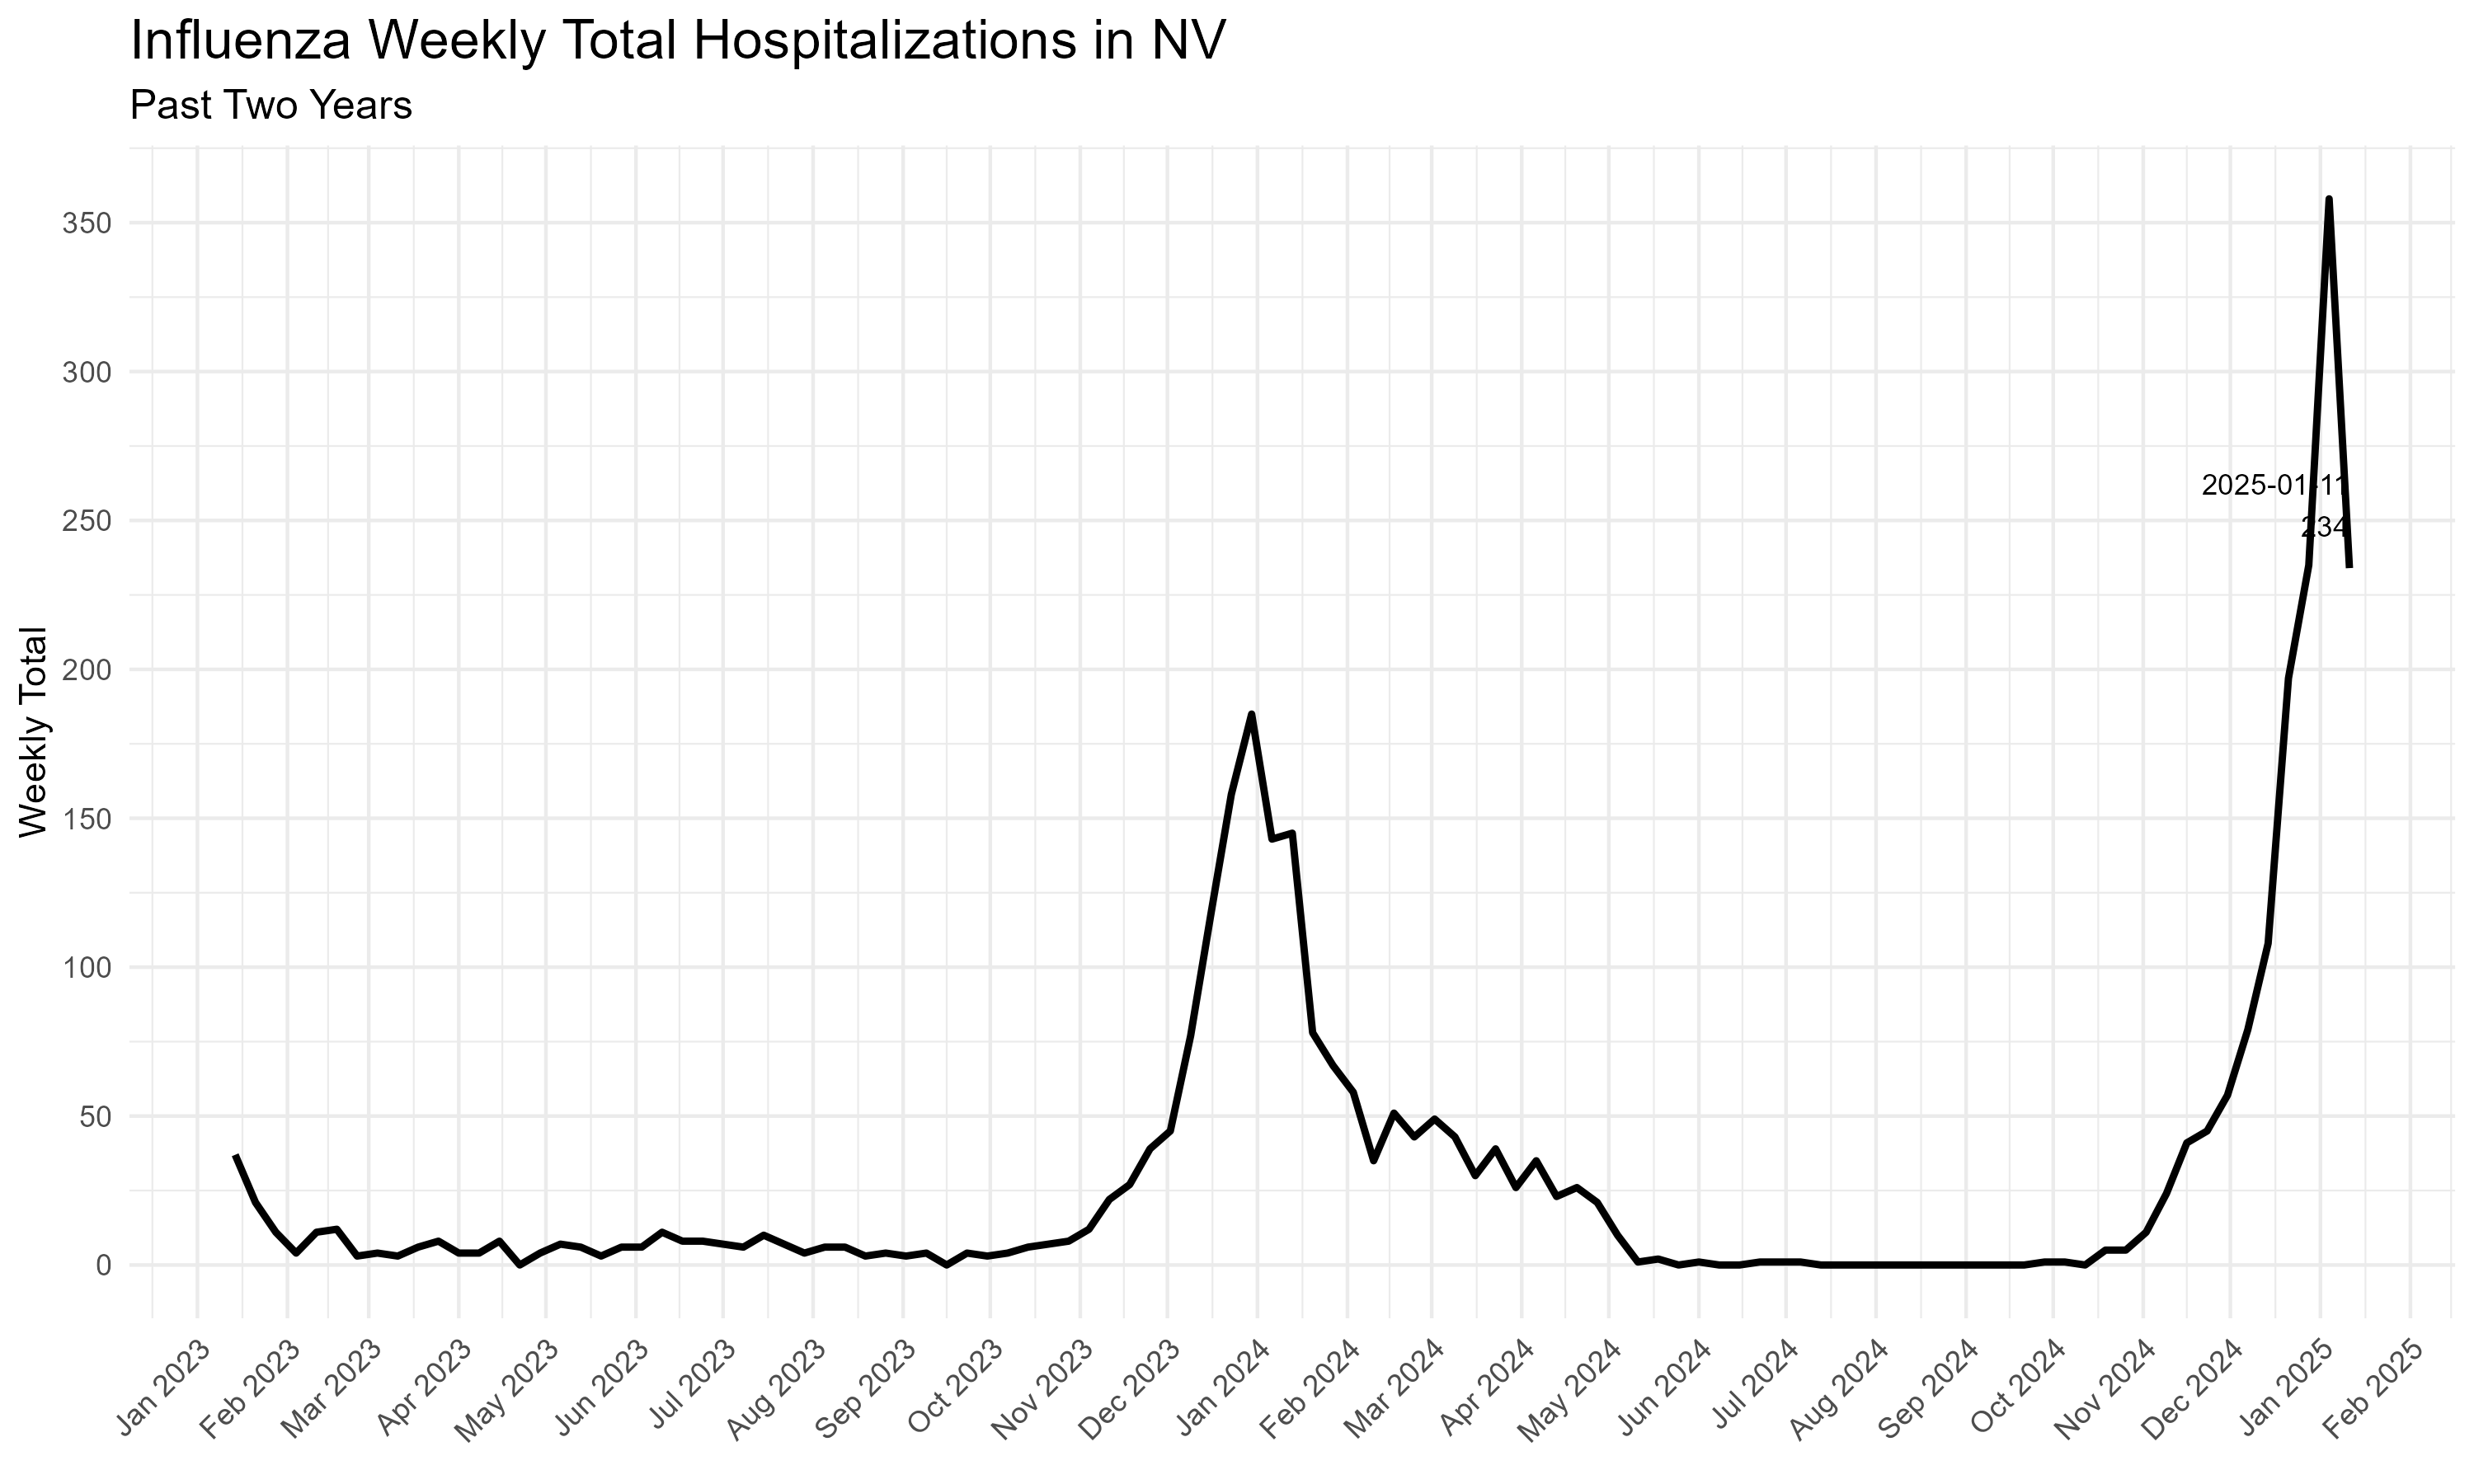 Influenza Weekly Total Hospitalizations in NV
Past Two Years
Weekly Total
350
300
250
200
150
100
50
0
2025-01-11
234
Jan 2023
Feb 2023
Mar 2023
Apr 2023
May 2023
Jun 2023
Jul 2023
Aug 2023
Sep 2023
Oct 2023
Nov 2023
Dec 2023
Jan 2024
Feb 2024
Mar 2024
Apr 2024
May 2024
Jun 2024
Jul 2024
Aug 2024
Sep 2024
Oct 2024
Nov 2024
Dec 2024
Jan 2025
Feb 2025